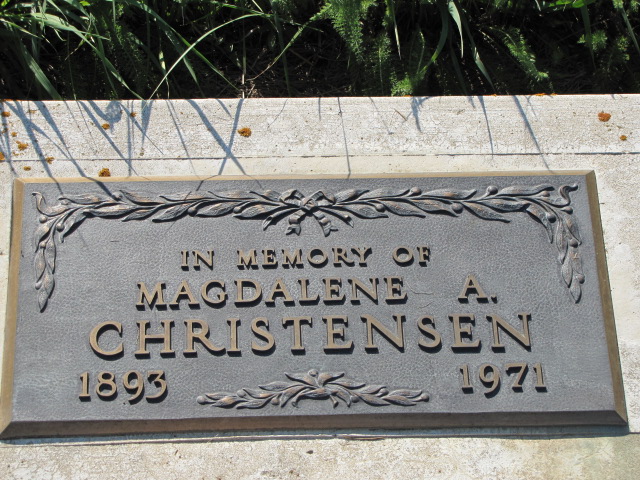 IN MEMORY OF
MAGDALENE A.
CHRISTENSEN
1893 1971